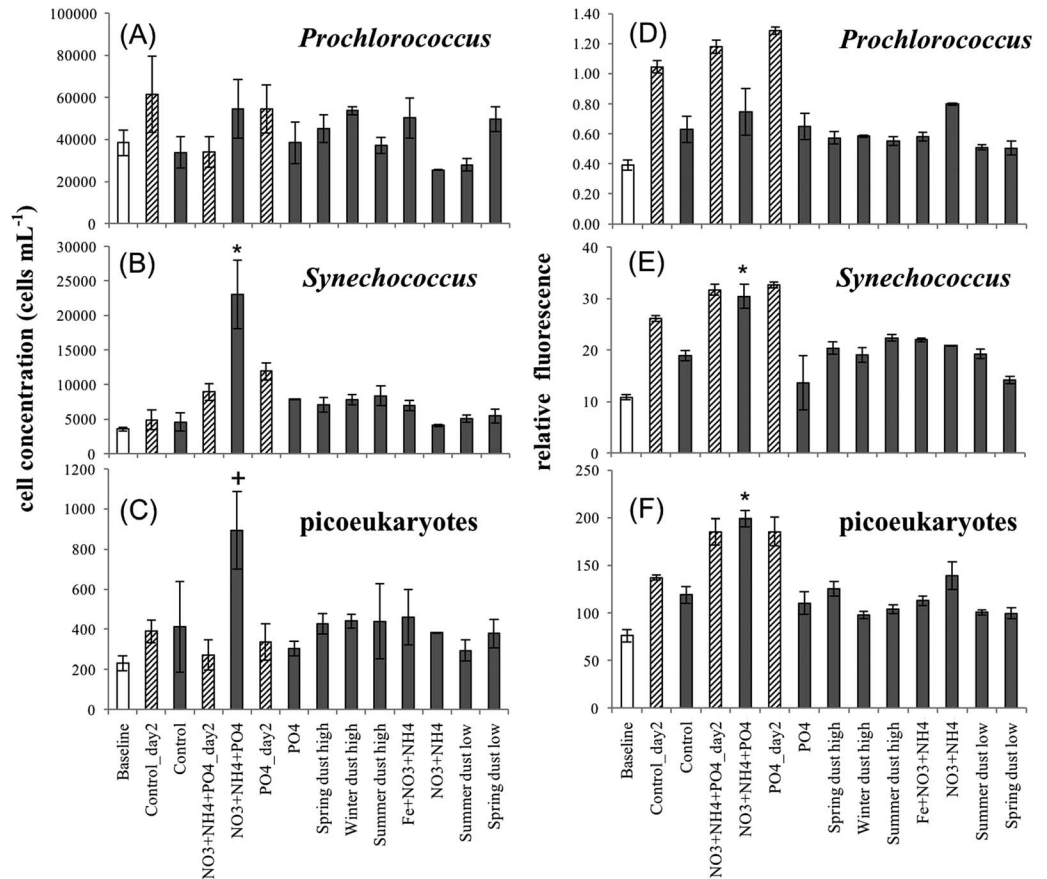 cell concentration (cells mL-1)
(A)
Prochlorococcus
100000
80000
60000
40000
20000
0
(B)
Synechococcus
*
30000
25000
20000
15000
10000
5000
0
(C)
picoeukaryotes
+
1200
1000
800
600
400
200
0
Baseline
Control_day2
Control
NO3+NH4+PO4_day2
NO3+NH4+PO4
PO4_day2
PO4
Spring dust high
Winter dust high
Summer dust high
Fe+NO3+NH4
NO3+NH4
Summer dust low
Spring dust low
relative fluorescence
(D)
Prochlorococcus
1.40
1.20
1.00
0.80
0.60
0.40
0.20
0.00
(E)
Synechococcus
*
40
30
20
10
0
(F)
picoeukaryotes
*
250
200
150
100
50
0
Baseline
Control_day2
Control
NO3+NH4+PO4_day2
NO3+NH4+PO4
PO4_day2
PO4
Spring dust high
Winter dust high
Summer dust high
Fe+NO3+NH4
NO3+NH4
Summer dust low
Spring dust low